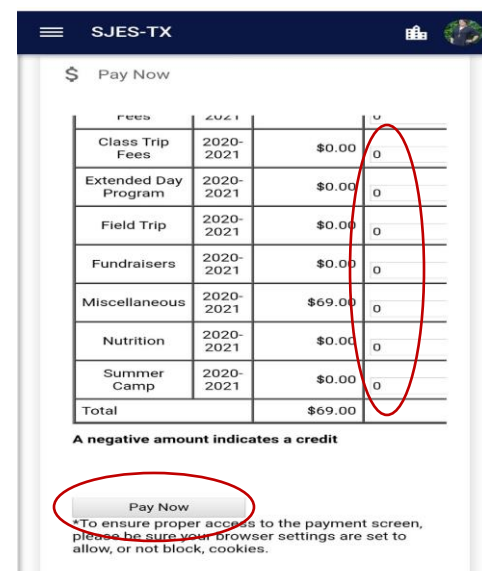 SJES-TX
$ Pay Now
Fees 2021 0
Class Trip Fees 2020-2021 $0.00 0
Extended Day Program 2020-2021 $0.00 0
Field Trip 2020-2021 $0.00 0
Fundraisers 2020-2021 $0.00 0
Miscellaneous 2020-2021 $69.00 0
Nutrition 2020-2021 $0.00 0
Summer Camp 2020-2021 $0.00 0
Total $69.00
A negative amount indicates a credit
Pay Now
*To ensure proper access to the payment screen,
please be sure your browser settings are set to
allow, or not block, cookies.